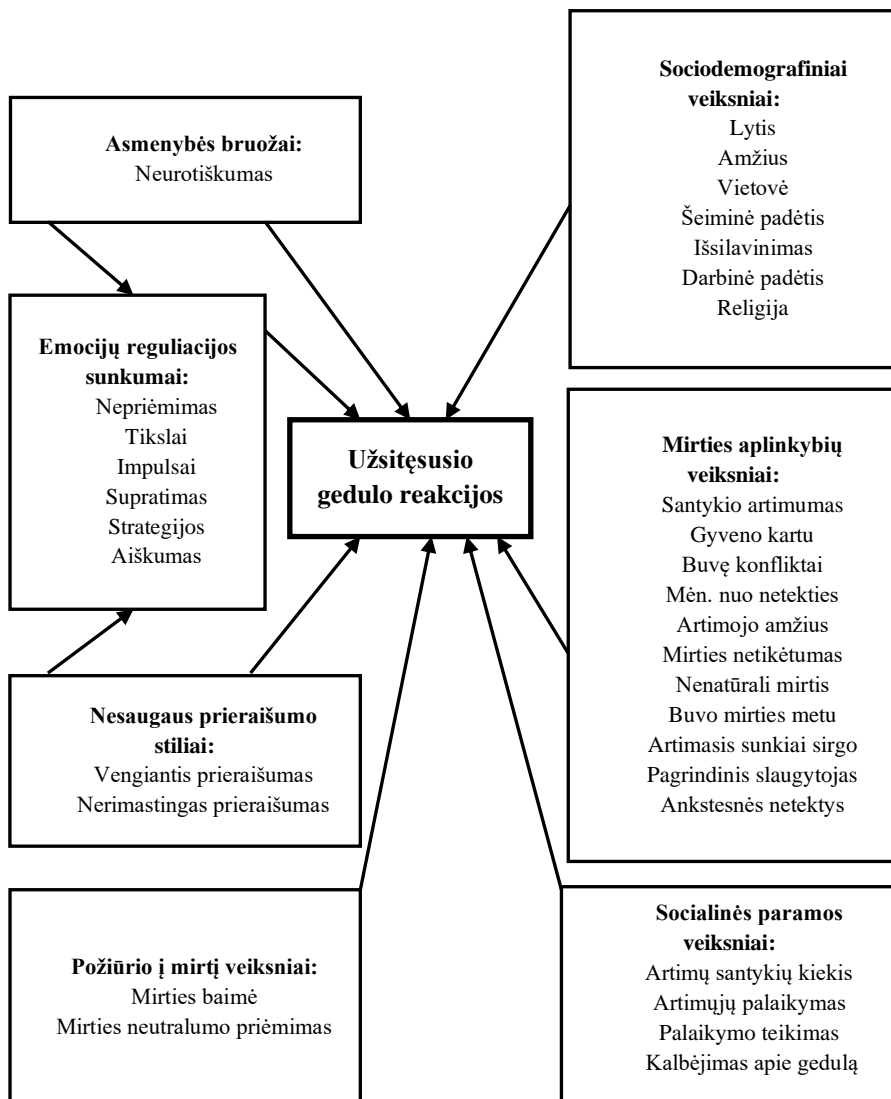 Asmenybės bruožai:
Neurotiškumas
Sociodemografiniai
veiksniai:
Lytis
Amžius
Vietovė
Šeiminė padėtis
Išsilavinimas
Darbinė padėtis
Religija
Emocijų reguliacijos
sunkumai:
Nepriėmimas
Tikslai
Impulsai
Supratimas
Strategijos
Aiškumas
Užsitęsusio
gedulo reakcijos
Mirties aplinkybių
veiksniai:
Santykio artimumas
Gyveno kartu
Buvę konfliktai
Mėn. nuo netekties
Artimojo amžius
Mirties netikėtumas
Nenatūrali mirtis
Buvo mirties metu
Artimasis sunkiai sirgo
Pagrindinis slaugytojas
Ankstesnės netektys
Nesaugaus prieraišumo
stiliai:
Vengiantis prieraišumas
Nerimastingas prieraišumas
Požiūrio į mirtį veiksniai:
Mirties baimė
Mirties neutralumo priėmimas
Socialinės paramos
veiksniai:
Artimų santykių kiekis
Artimųjų palaikymas
Palaikymo teikimas
Kalbėjimas apie gedulą